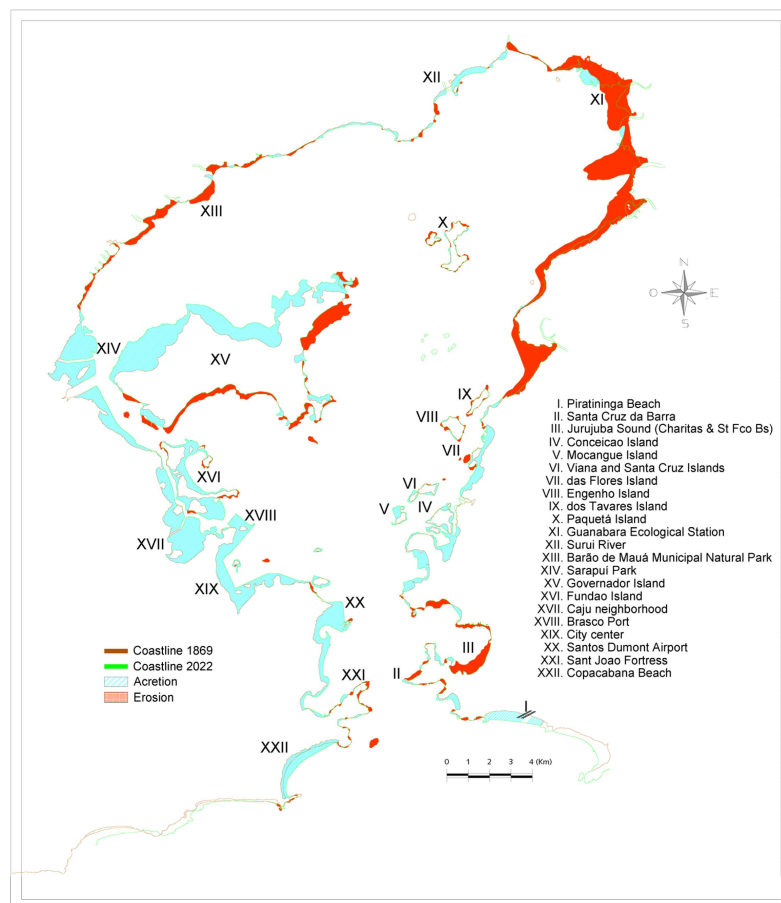 XII
XI
XIII
X
N
O E
S
XIV
XV
IX
VIII
VII
XVI
VI
V IV
XVIII
XVII
XIX
XX
III
XXI
II
I
XXII
I. Piratininga Beach
II. Santa Cruz da Barra
III. Jurujuba Sound (Charitas & St Fco Bs)
IV. Conceicao Island
V. Mocangue Island
VI. Viana and Santa Cruz Islands
VII. das Flores Island
VIII. Engenho Island
IX. dos Tavares Island
X. Paquetá Island
XI. Guanabara Ecological Station
XII. Surui River
XIII. Barão de Mauá Municipal Natural Park
XIV. Sarapuí Park
XV. Governador Island
XVI. Fundao Island
XVII. Caju neighborhood
XVIII. Brasco Port
XIX. City center
XX. Santos Dumont Airport
XXI. Sant Joao Fortress
XXII. Copacabana Beach
Coastline 1869
Coastline 2022
Acretion
Erosion
0 1 2 3 4 (Km)